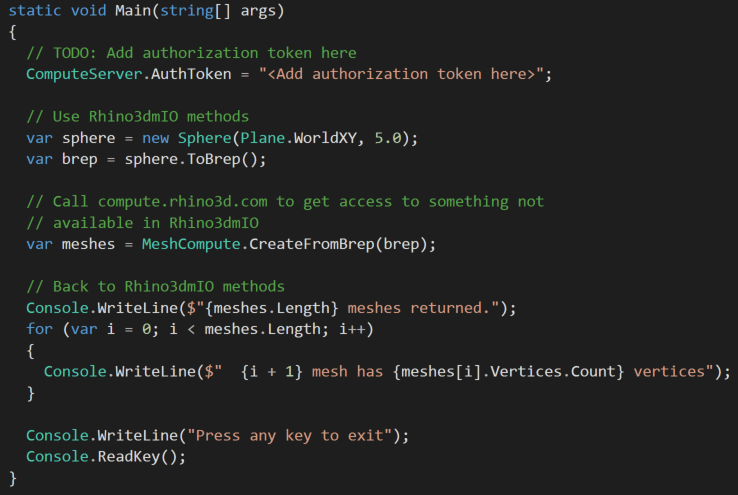 static void Main(string[] args)
{
  // TODO: Add authorization token here
  ComputeServer.AuthToken = "<Add authorization token here>";

  // Use Rhino3dmIO methods
  var sphere = new Sphere(Plane.WorldXY, 5.0);
  var brep = sphere.ToBrep();

  // Call compute.rhino3d.com to get access to something not
  // available in Rhino3dmIO
  var meshes = MeshCompute.CreateFromBrep(brep);

  // Back to Rhino3dmIO methods
  Console.WriteLine($"{meshes.Length} meshes returned.");
  for (var i = 0; i < meshes.Length; i++)
  {
    Console.WriteLine($"  {i + 1} mesh has {meshes[i].Vertices.Count} vertices");
  }

  Console.WriteLine("Press any key to exit");
  Console.ReadKey();
}